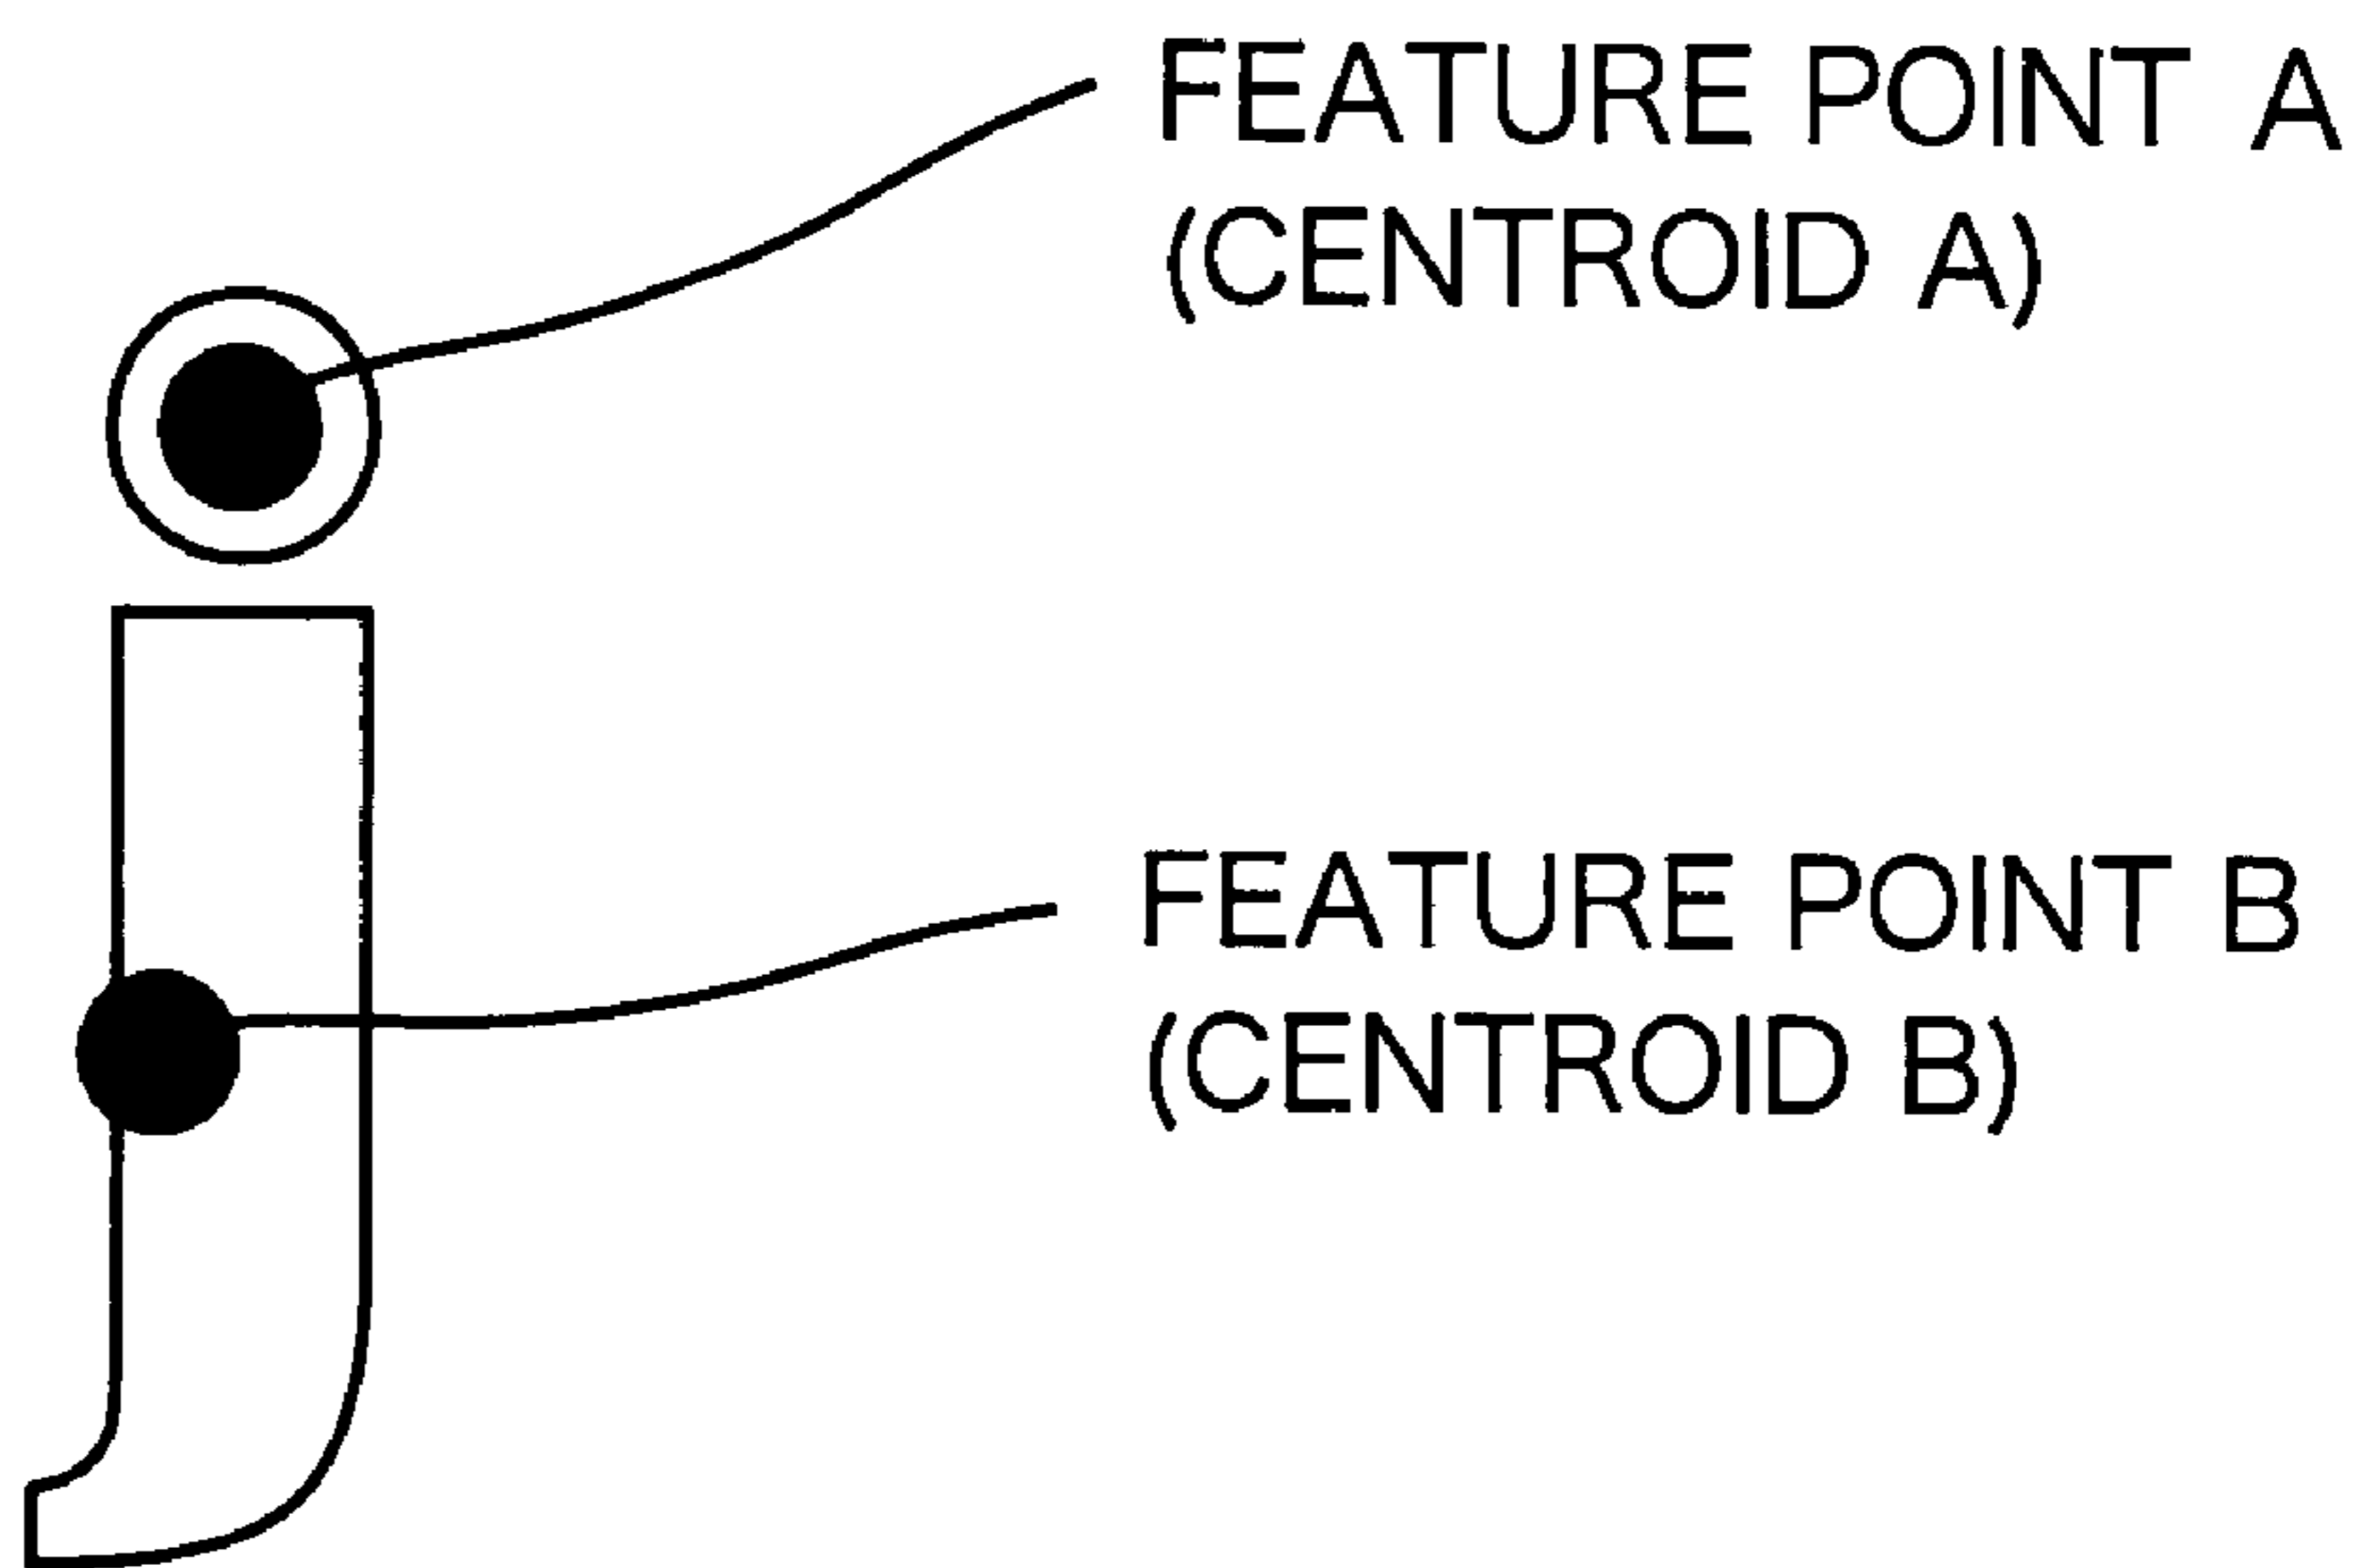 FEATURE POINT A
(CENTROID A)
j
FEATURE POINT B
(CENTROID B)